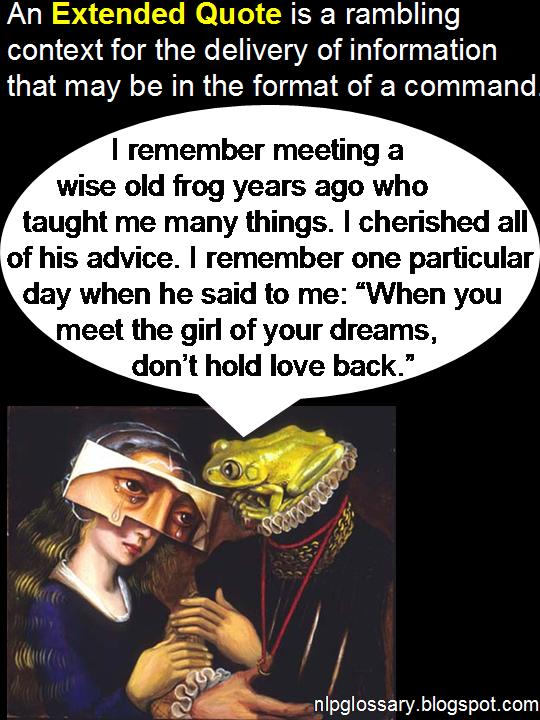 An Extended Quote is a rambling
context for the delivery of information
that may be in the format of a command.
I remember meeting a
wise old frog years ago who
taught me many things. I cherished all
of his advice. I remember one particular
day when he said to me: “When you
meet the girl of your dreams,
don’t hold love back.”
nlpglossary.blogspot.com